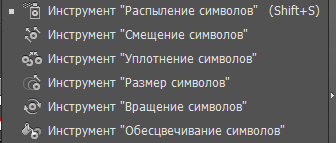 Инструмент "Распыление символов" (Shift+S)
Инструмент "Смещение символов"
Инструмент "Уплотнение символов"
Инструмент "Размер символов"
Инструмент "Вращение символов"
Инструмент "Обесцвечивание символов"